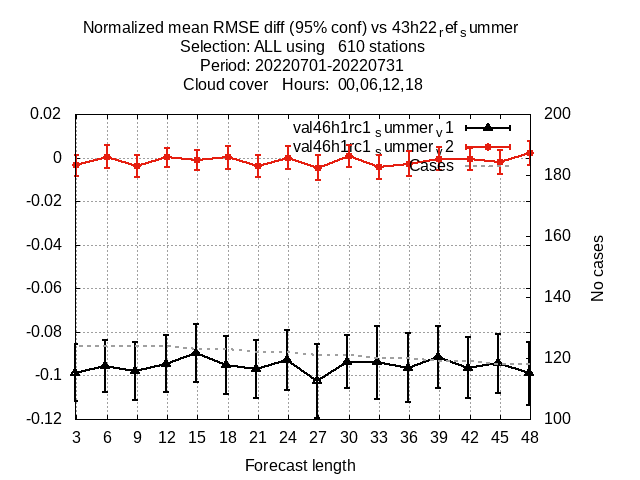 Normalized mean RMSE diff (95% conf) vs 43h22refsummer
Selection: ALL using 610 stations
Period: 20220701-20220731
Cloud cover Hours: 00,06,12,18
0.02
0
-0.02
-0.04
-0.06
-0.08
-0.1
-0.12
200
180
160
140
120
100
No cases
val46h1rc1summerv1
val46h1rc1summerv2
Cases
3 6 9 12 15 18 21 24 27 30 33 36 39 42 45 48
Forecast length